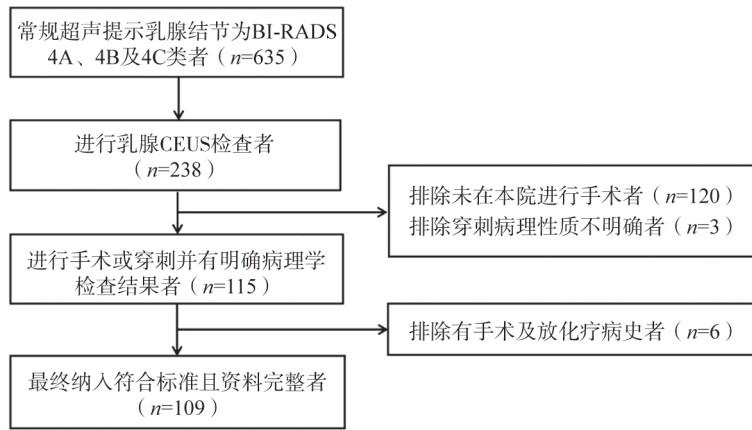 常规超声提示乳腺结节为BI-RADS
4A、4B及4C类者（n=635）
进行乳腺CEUS检查者
（n=238）
排除未在本院进行手术者（n=120）
排除穿刺病理性质不明确者（n=3）
进行手术或穿刺并有明确病理学
检查结果者（n=115）
排除有手术及放化疗病史者（n=6）
最终纳入符合标准且资料完整者
（n=109）